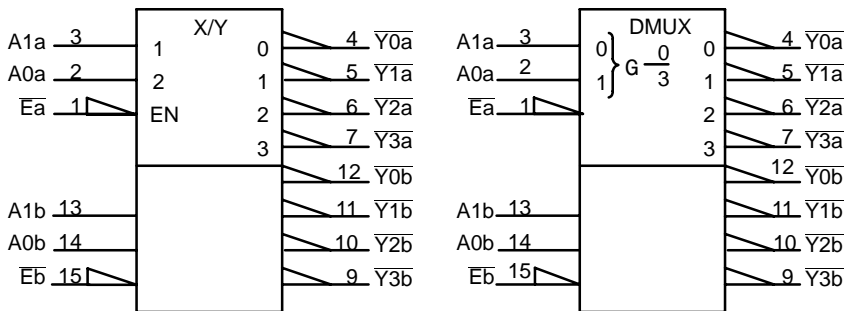 X/Y
A1a 3 1 0 4 Y0a
A0a 2 2 1 5 Y1a
Ea 1 EN 2 6 Y2a
3 7 Y3a
12 Y0b
A1b 13 11 Y1b
A0b 14 10 Y2b
Eb 15 9 Y3b
DMUX
A1a 3 0 0 4 Y0a
A0a 2 1 G 0/3 1 5 Y1a
Ea 1 2 6 Y2a
3 7 Y3a
12 Y0b
A1b 13 11 Y1b
A0b 14 10 Y2b
Eb 15 9 Y3b